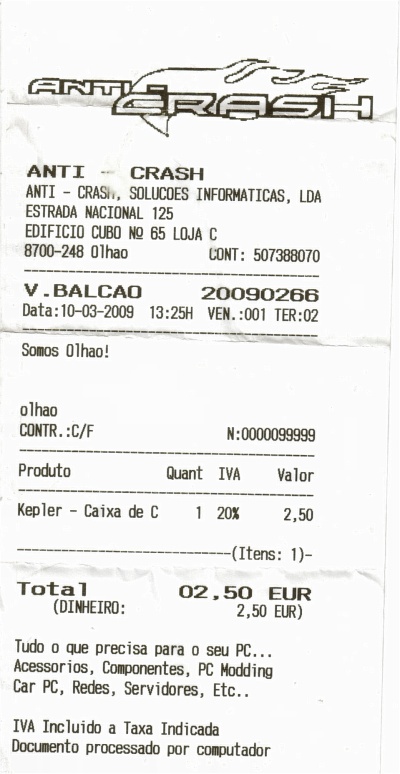 ANTI CRASH
ANTI - CRASH
ANTI - CRASH, SOLUCOES INFORMATICAS, LDA
ESTRADA NACIONAL 125
EDIFICIO CUBO Nº 65 LOJA C
8700-248 Olhao CONT: 507388070
V.BALCAO 20090266
Data:10-03-2009 13:25H VEN.:001 TER:02
Somos Olhao!
olhao
CONTR.:C/F N:0000099999
Produto Quant IVA Valor
Kepler - Caixa de C 1 20% 2,50
(Itens: 1)-
Total 02,50 EUR
(DINHEIRO: 2,50 EUR)
Tudo o que precisa para o seu PC...
Acessorios, Componentes, PC Modding
Car PC, Redes, Servidores, Etc..
IVA Incluido a Taxa Indicada
Documento processado por computador